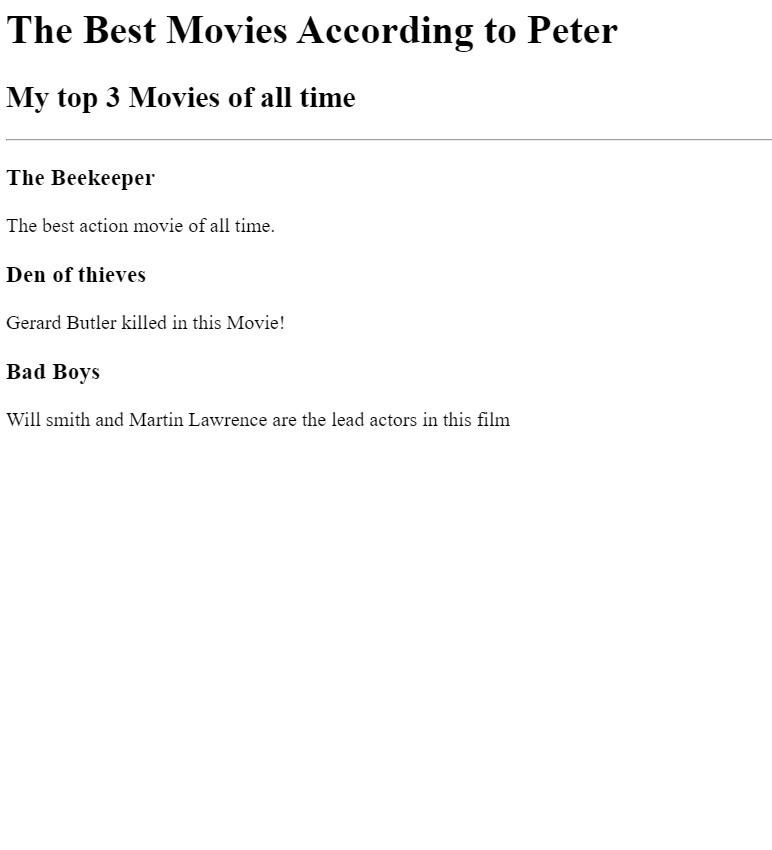 The Best Movies According to Peter
My top 3 Movies of all time
The Beekeeper
The best action movie of all time.
Den of thieves
Gerard Butler killed in this Movie!
Bad Boys
Will smith and Martin Lawrence are the lead actors in this film